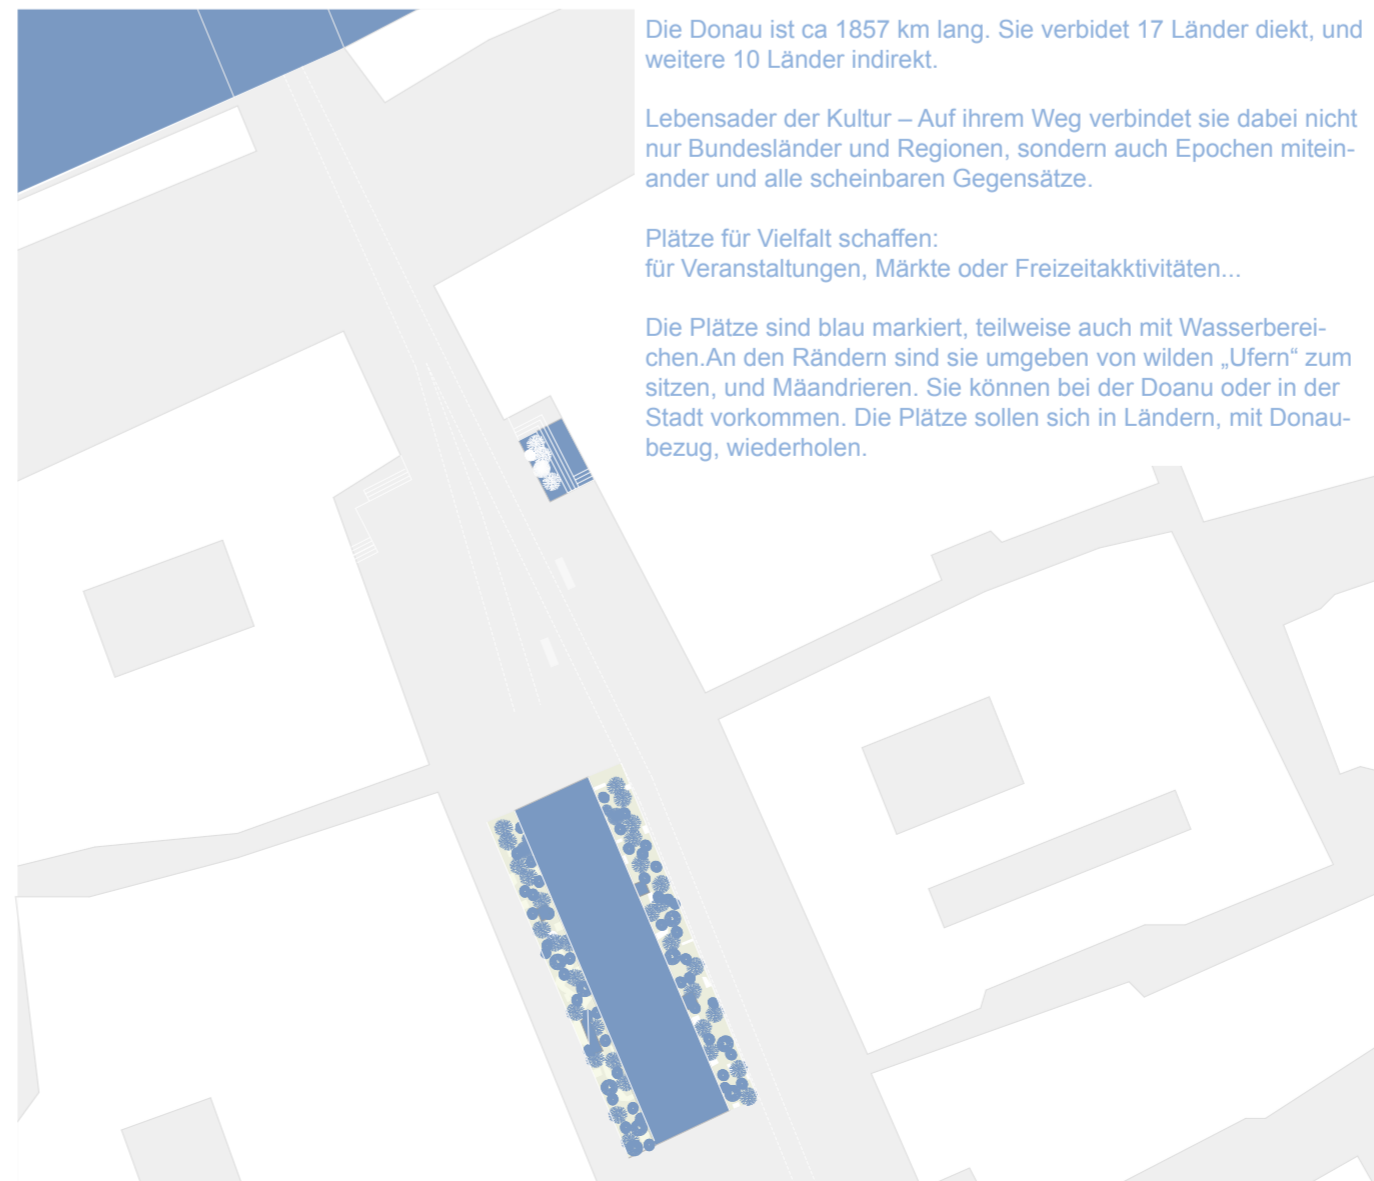 Die Donau ist ca 1857 km lang. Sie verbidet 17 Länder diekt, und
weitere 10 Länder indirekt.
Lebensader der Kultur – Auf ihrem Weg verbindet sie dabei nicht
nur Bundesländer und Regionen, sondern auch Epochen mitein-
ander und alle scheinbaren Gegensätze.
Plätze für Vielfalt schaffen:
für Veranstaltungen, Märkte oder Freizeitakktivitäten...
Die Plätze sind blau markiert, teilweise auch mit Wasserberei-
chen.An den Rändern sind sie umgeben von wilden „Ufern“ zum
sitzen, und Mäandrieren. Sie können bei der Doanu oder in der
Stadt vorkommen. Die Plätze sollen sich in Ländern, mit Donau-
bezug, wiederholen.